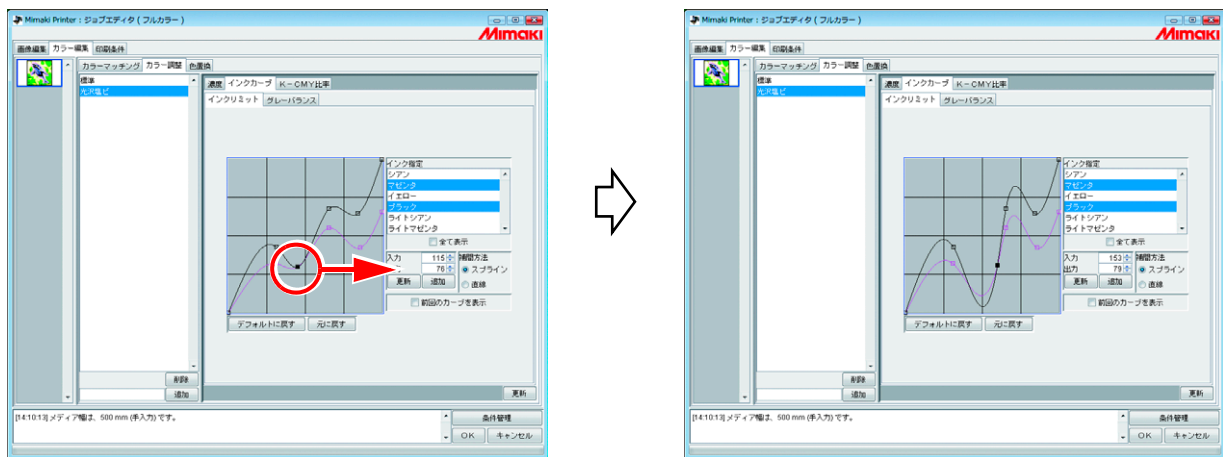 Mimaki Printer : ジョブエディタ ( フルカラー )
Mimaki
画像編集 カラー編集 印刷条件
カラーマッチング カラー調整 色置換
標準
光沢塩ビ
濃度 インクカーブ K－CMY比率
インクリミット グレーバランス
インク指定
シアン
マゼンタ
イエロー
ブラック
ライトシアン
ライトマゼンタ
全て表示
入力 115 補間方法
76 スプライン
更新 追加 直線
前回のカーブを表示
デフォルトに戻す 元に戻す
削除
追加
更新
[14:10:13] メディア幅は、500 mm (手入力) です。
条件管理
OK キャンセル
Mimaki Printer : ジョブエディタ ( フルカラー )
Mimaki
画像編集 カラー編集 印刷条件
カラーマッチング カラー調整 色置換
標準
光沢塩ビ
濃度 インクカーブ K－CMY比率
インクリミット グレーバランス
インク指定
シアン
マゼンタ
イエロー
ブラック
ライトシアン
ライトマゼンタ
全て表示
入力 153 補間方法
出力 79 スプライン
更新 追加 直線
前回のカーブを表示
デフォルトに戻す 元に戻す
削除
追加
更新
[14:10:13] メディア幅は、500 mm (手入力) です。
条件管理
OK キャンセル